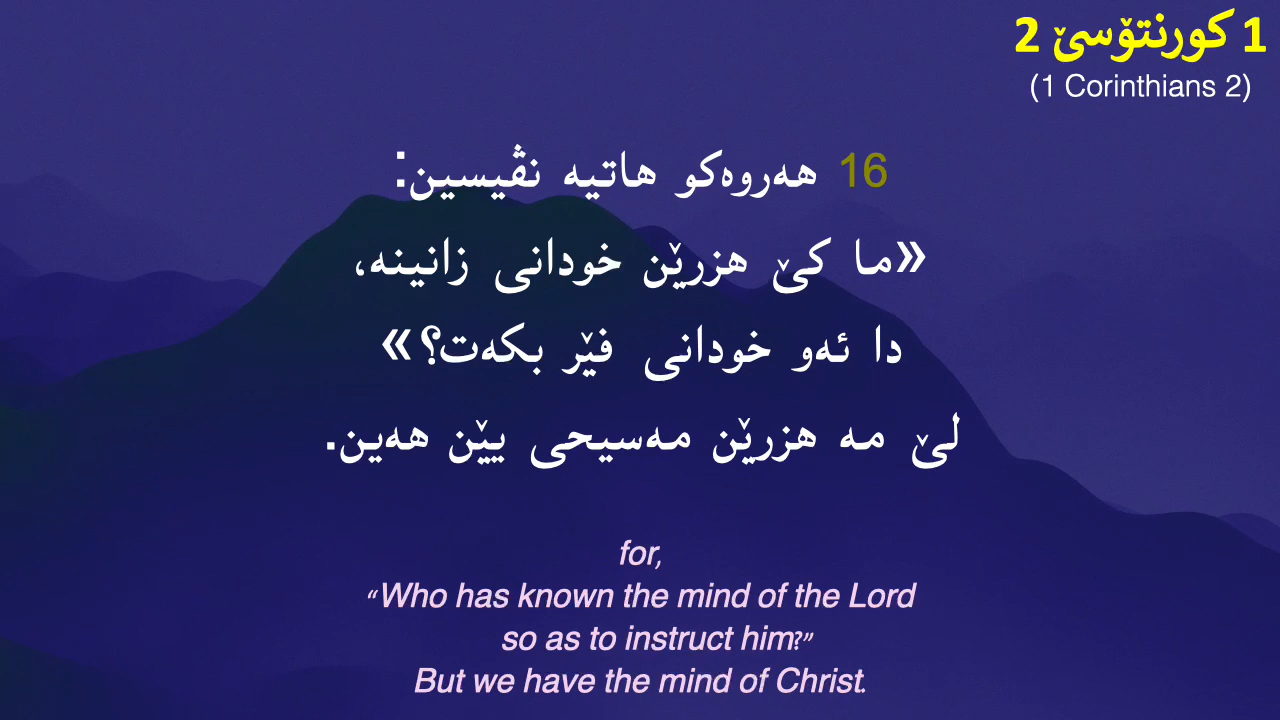 1 کورنتۆسێ 2
(1 Corinthians 2)
16 هەروەکو هاتیە نڤیسین:
«ما کێ هزرێن خودانی زانینە،
دا ئەو خودانی فێر بکەت؟»
لێ مە هزرێن مەسیحی یێن هەین.
for,
“Who has known the mind of the Lord
so as to instruct him?”
But we have the mind of Christ.